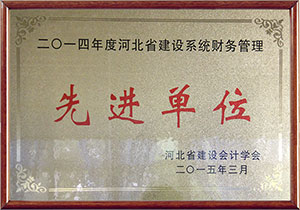 二〇一四年度河北省建设系统财务管理
先进单位
河北省建设会计学会
二〇一五年三月